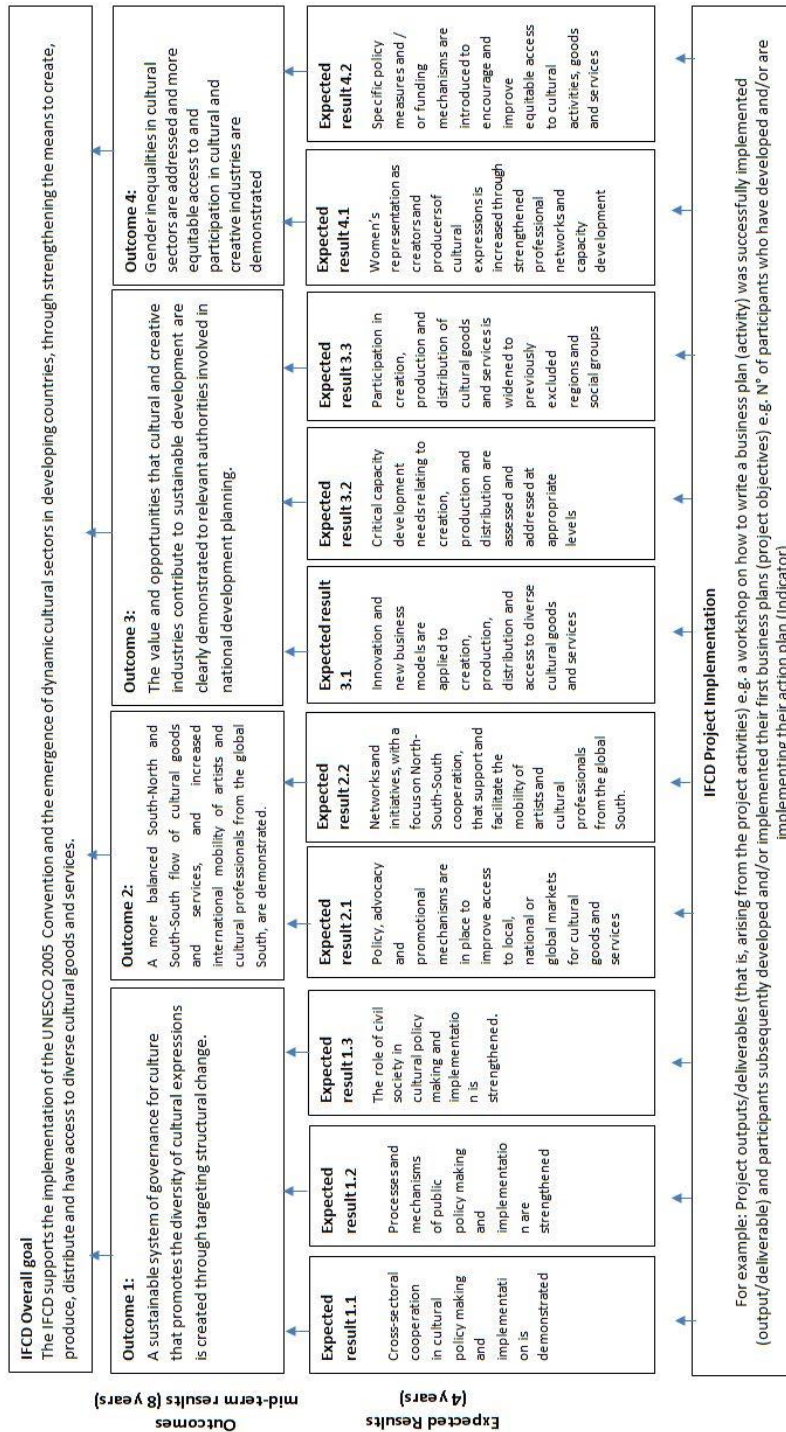 IFCD Overall goal
The IFCD supports the implementation of the UNESCO 2005 Convention and the emergence of dynamic cultural sectors in developing countries, through strengthening the means to create,
produce, distribute and have access to diverse cultural goods and services.
Outcomes
mid-term results (8 years)
Outcome 1:
A sustainable system of governance for culture
that promotes the diversity of cultural expressions
is created through targeting structural change.
Outcome 2:
A more balanced South-North and
South-South flow of cultural goods
and services, and increased
international mobility of artists and
cultural professionals from the global
South, are demonstrated.
Outcome 3:
The value and opportunities that cultural and creative
industries contribute to sustainable development are
clearly demonstrated to relevant authorities involved in
national development planning.
Outcome 4:
Gender inequalities in cultural
sectors are addressed and more
equitable access to and
participation in cultural and
creative industries are
demonstrated
Expected Results
(4 years)
Expected
result 1.1
Cross-sectoral
cooperation
in cultural
policy making
and
implementati
on is
demonstrated
Expected
result 1.2
Processes and
mechanisms
of public
policy making
and
implementatio
n are
strengthened
Expected
result 1.3
The role of civil
society in
cultural policy
making and
implementatio
n is
strengthened.
Expected
result 2.1
Policy, advocacy
and
promotional
mechanisms are
in place to
improve access
to local,
national or
global markets
for cultural
goods and
services
Expected
result 2.2
Networks and
initiatives, with a
focus on North-
South-South
cooperation,
that support and
facilitate the
mobility of
artists and
cultural
professionals
from the global
South.
Expected result
3.1
Innovation and
new business
models are
applied to
creation,
production,
distribution and
access to diverse
cultural goods
and services
Expected
result 3.2
Critical capacity
development
needs relating to
creation,
production and
distribution are
assessed and
addressed at
appropriate
levels
Expected
result 3.3
Participation in
creation,
production and
distribution of
cultural goods
and services is
widened to
previously
excluded
regions and
social groups
Expected
result 4.1
Women's
representation as
creators and
producersof
cultural
expressions is
increased through
strengthened
professional
networks and
capacity
development
Expected
result 4.2
Specific policy
measures and /
or funding
mechanisms are
introduced to
encourage and
improve
equitable access
to cultural
activities, goods
and services
IFCD Project Implementation
For example: Project outputs/deliverables (that is, arising from the project activities) e.g. a workshop on how to write a business plan (activity) was successfully implemented
(output/deliverable) and participants subsequently developed and/or implemented their first business plans (project objectives) e.g. N° of participants who have developed and/or are
implementing their action plan (Indicator)